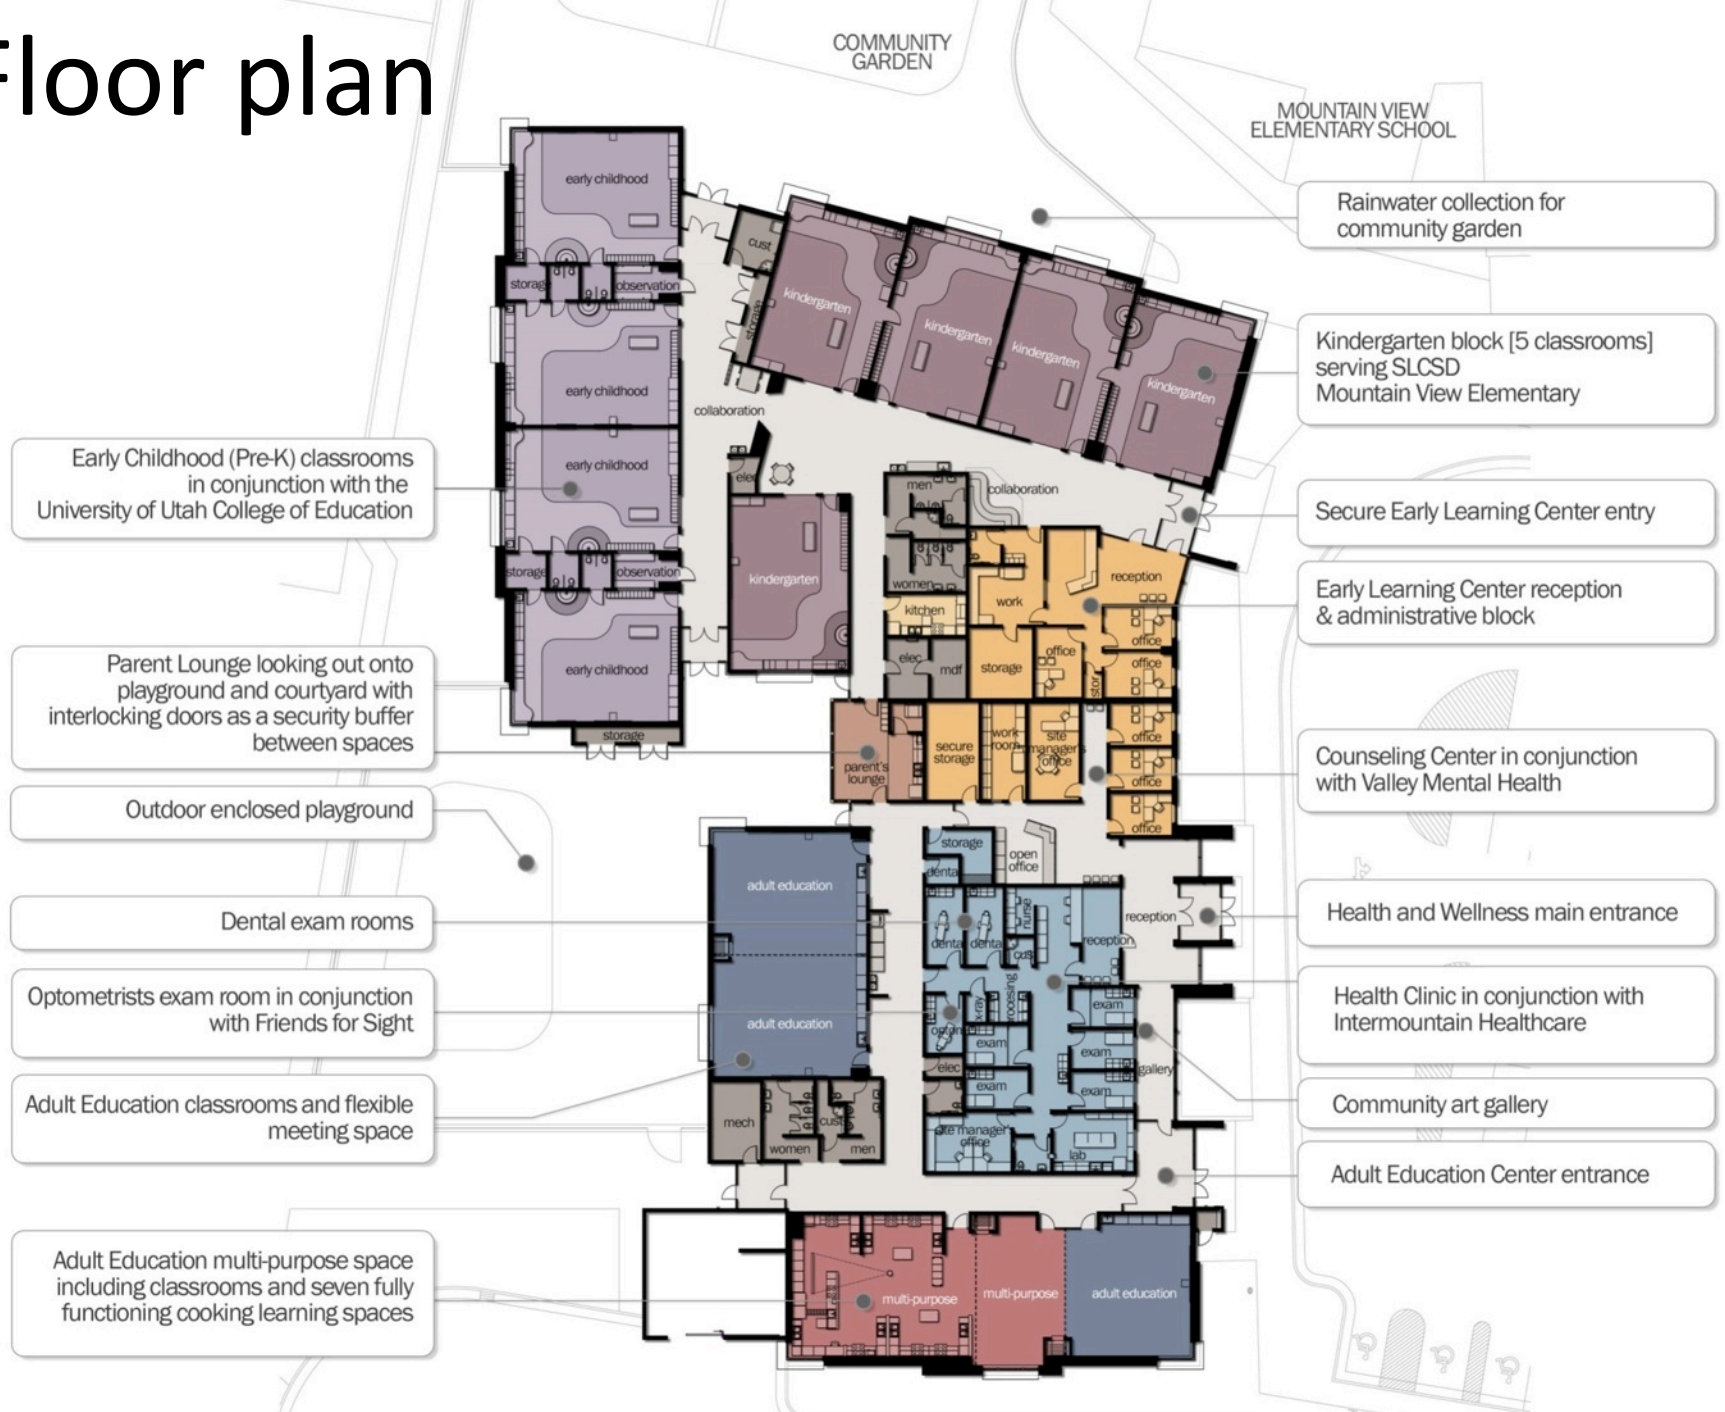 Floor plan
COMMUNITY
GARDEN
MOUNTAIN VIEW
ELEMENTARY SCHOOL
Rainwater collection for
community garden
Kindergarten block [5 classrooms]
serving SLCSD
Mountain View Elementary
Secure Early Learning Center entry
Early Learning Center reception
& administrative block
Counseling Center in conjunction
with Valley Mental Health
Health and Wellness main entrance
Health Clinic in conjunction with
Intermountain Healthcare
Community art gallery
Adult Education Center entrance
Early Childhood (Pre-K) classrooms
in conjunction with the
University of Utah College of Education
Parent Lounge looking out onto
playground and courtyard with
interlocking doors as a security buffer
between spaces
Outdoor enclosed playground
Dental exam rooms
Optometrists exam room in conjunction
with Friends for Sight
Adult Education classrooms and flexible
meeting space
Adult Education multi-purpose space
including classrooms and seven fully
functioning cooking learning spaces
early childhood
storage
observation
early childhood
early childhood
storage
observation
early childhood
storage
cust
storage
kindergarten
kindergarten
kindergarten
kindergarten
collaboration
elec
kindergarten
men
collaboration
women
kitchen
elec
mdf
work
reception
office
storage
office
office
stor
parent's
lounge
secure
storage
work
room
site
manager's
office
office
office
office
adult education
adult education
storage
denta
open
office
denta
denta
nurse
reception
reception
x-ray
exam
exam
exam
exam
exam
elec
gallery
site manager
office
lab
mech
women
cust
men
multi-purpose
multi-purpose
adult education